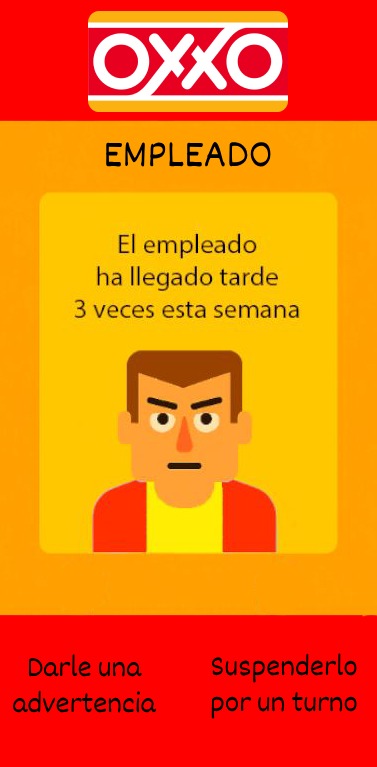 OXXO
EMPLEADO
El empleado
ha llegado tarde
3 veces esta semana
Darle una
advertencia
Suspenderlo
por un turno